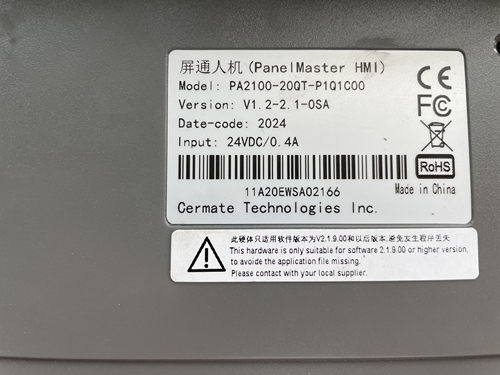 屏通人机(PanelMaster HMI)
Model: PA2100-20QT-P1Q1C00
Version: V1.2-2.1-0SA
Date-code: 2024
Input: 24VDC/0.4A
CE
FC
RoHS
11A20EWSA02166
Made in China
Cermate Technologies Inc.
此硬体只适用软件版本为V2.1.9.00和以后版本,避免发生程序丢失
This hardware is only suitable for software 2.1.9.00 or higher version,
to avoide the application file missing.
Please contact with your local supplier.